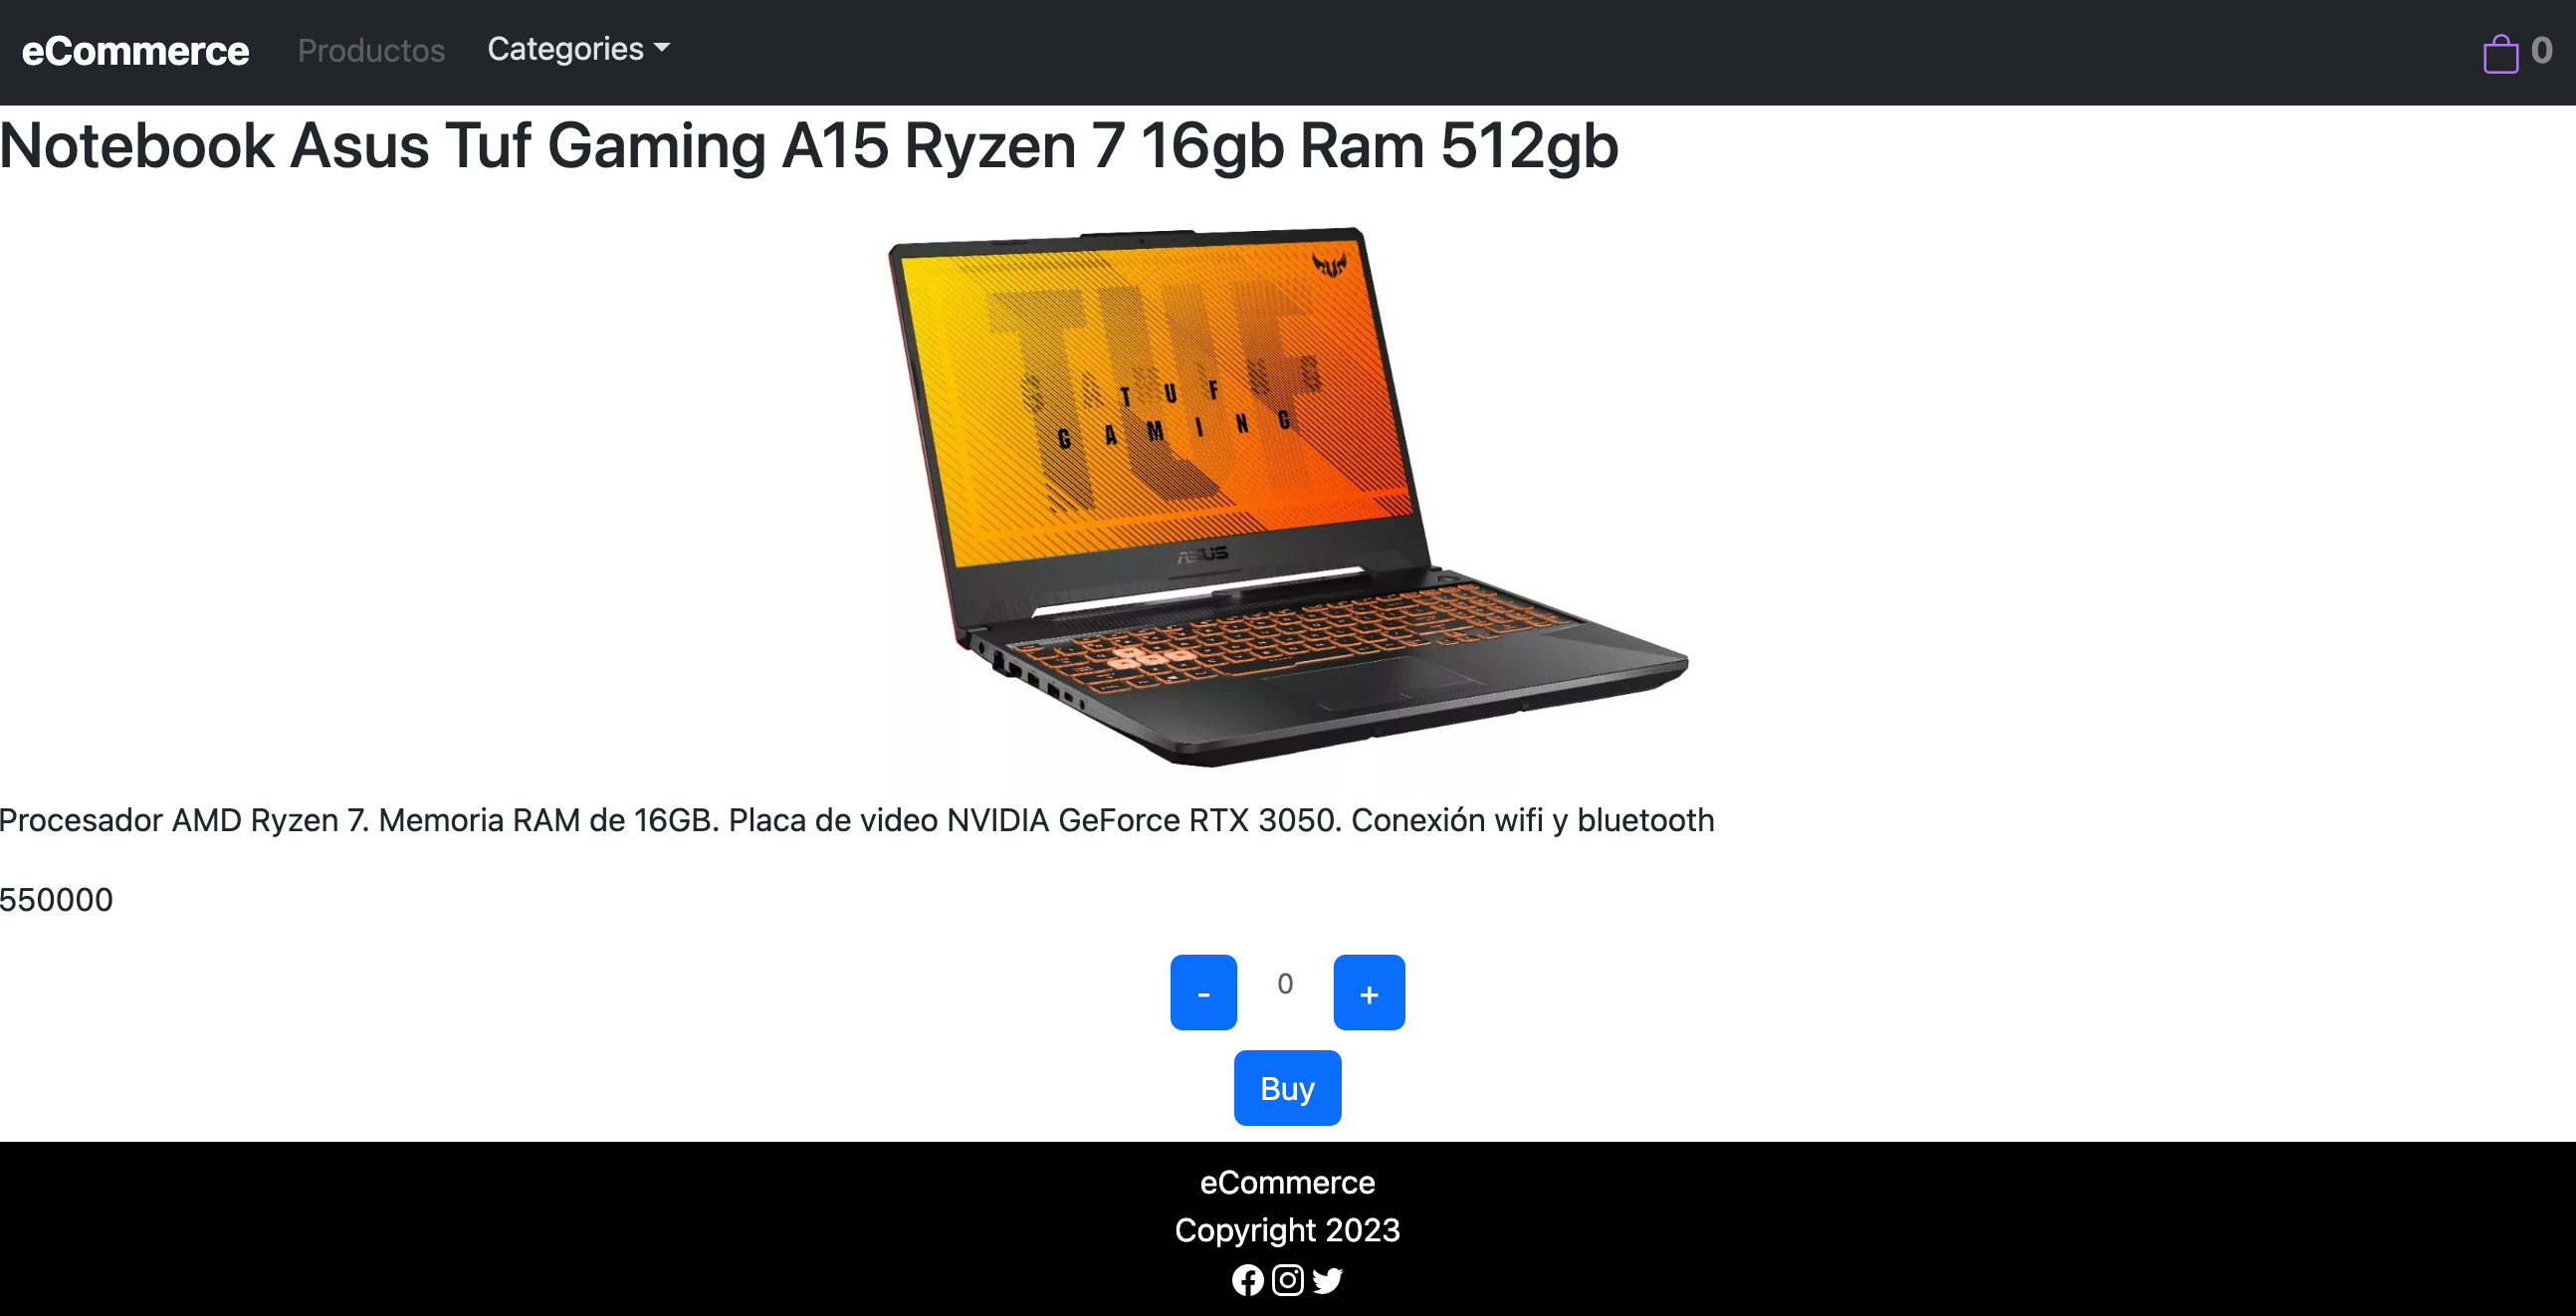 eCommerce Productos Categories 0
Notebook Asus Tuf Gaming A15 Ryzen 7 16gb Ram 512gb
TUF
TUF
GAMING
ASUS
Procesador AMD Ryzen 7. Memoria RAM de 16GB. Placa de video NVIDIA GeForce RTX 3050. Conexión wifi y bluetooth
550000
- 0 +
Buy
eCommerce
Copyright 2023